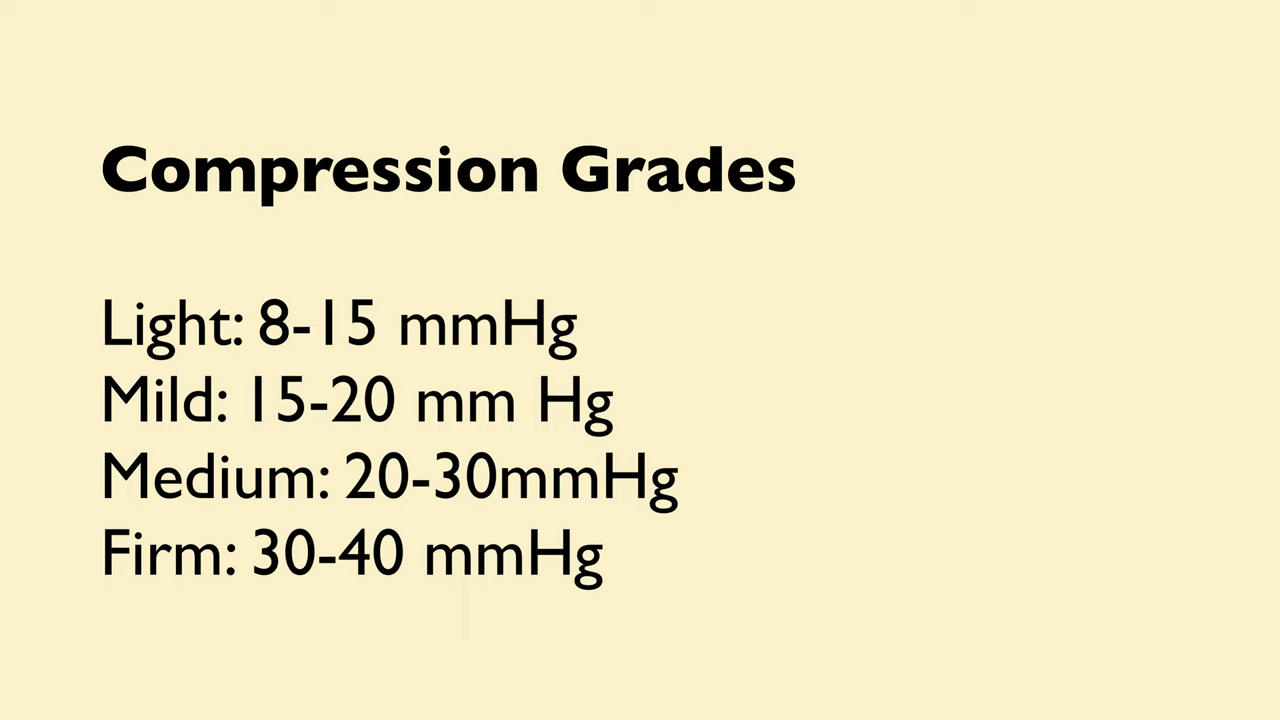 Compression Grades
Light: 8-15 mmHg
Mild: 15-20 mm Hg
Medium: 20-30mmHg
Firm: 30-40 mmHg